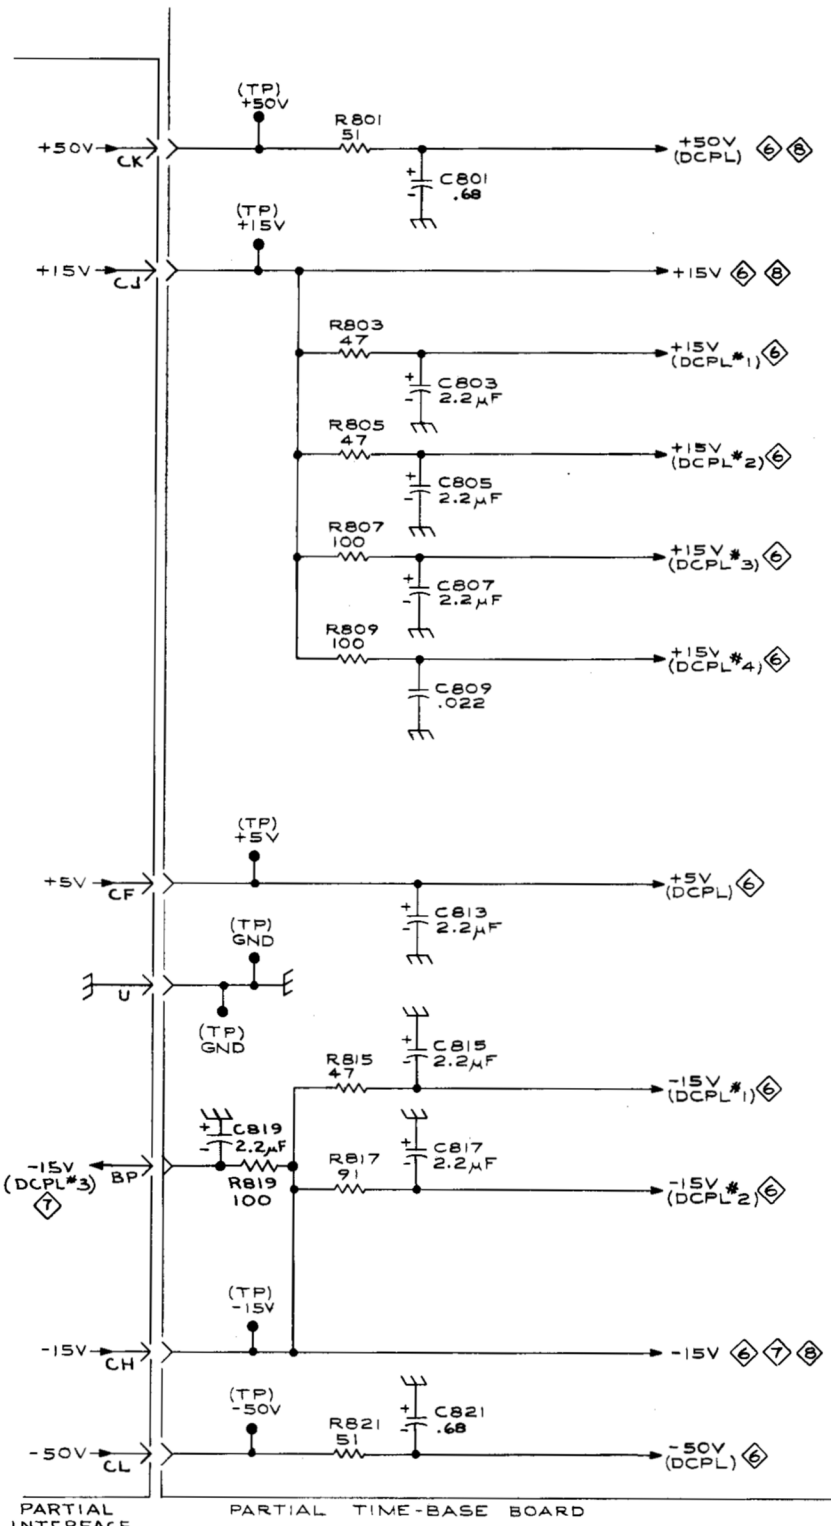 (TP)
+50V
R801
51
+50V
CK
C801
.68
+
-
+50V
(DCPL) 6 8
(TP)
+15V
+15V
CJ
+15V 6 8
R803
47
+
-
C803
2.2μF
+15V
(DCPL#1) 6
R805
47
+
-
C805
2.2μF
+15V
(DCPL#2) 6
R807
100
+
-
C807
2.2μF
+15V
(DCPL#3) 6
R809
100
C809
.022
+15V
(DCPL#4) 6
(TP)
+5V
+5V
CF
+
-
C813
2.2μF
+5V
(DCPL) 6
(TP)
GND
U
(TP)
GND
R815
47
+
-
C815
2.2μF
-15V
(DCPL#1) 6
-15V
(DCPL#3)
7
BP
+
-
C819
2.2μF
R819
100
R817
91
+
-
C817
2.2μF
-15V
(DCPL#2) 6
(TP)
-15V
-15V
CH
-15V 6 7 8
(TP)
-50V
-50V
CL
R821
51
+
-
C821
.68
-50V
(DCPL) 6
PARTIAL
INTERFACE
PARTIAL TIME-BASE BOARD